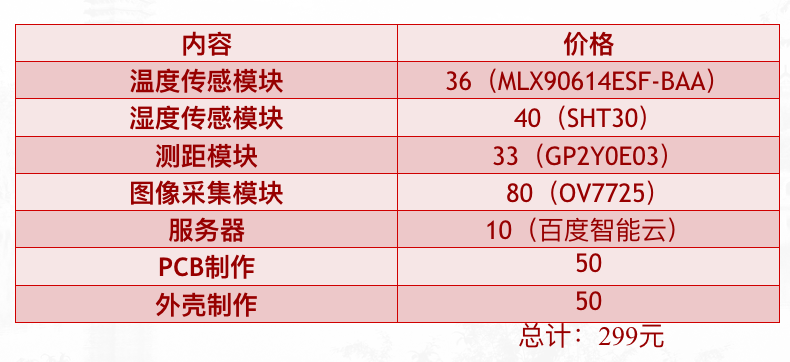 内容 价格
温度传感模块 36（MLX90614ESF-BAA）
湿度传感模块 40（SHT30）
测距模块 33（GP2Y0E03）
图像采集模块 80（OV7725）
服务器 10（百度智能云）
PCB制作 50
外壳制作 50
总计：299元